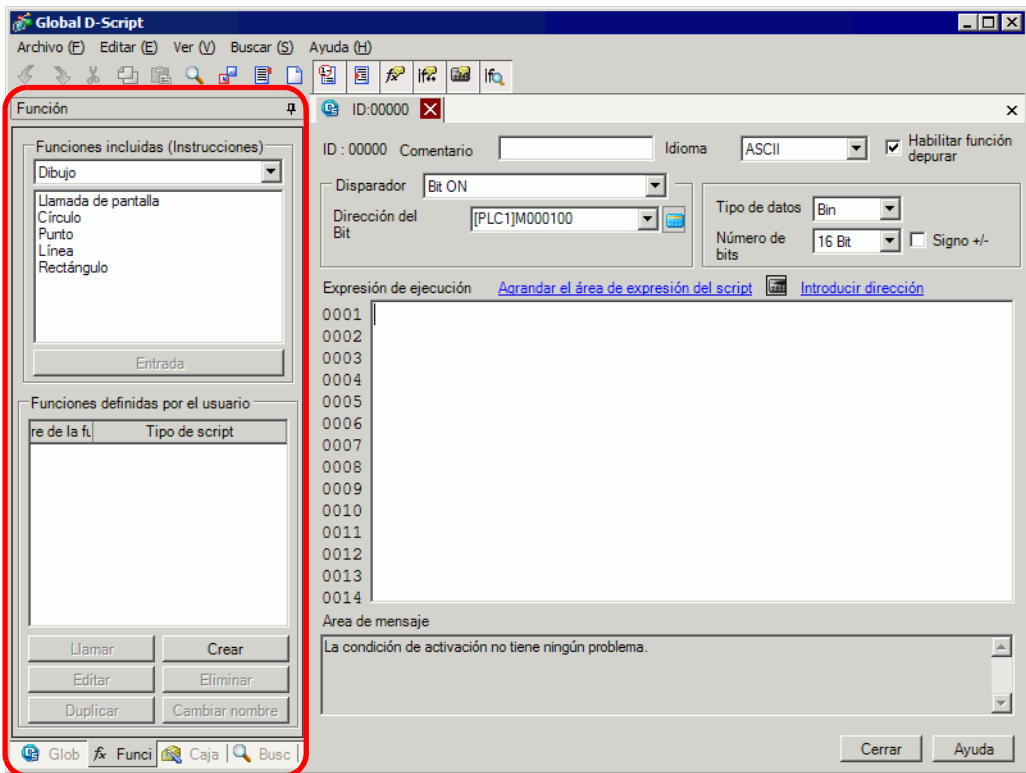 Global D-Script
Archivo (F) Editar (E) Ver (V) Buscar (S) Ayuda (H)
Función
Funciones incluidas (Instrucciones)
Dibujo
Llamada de pantalla
Círculo
Punto
Línea
Rectángulo
Entrada
Funciones definidas por el usuario
re de la fu Tipo de script
Llamar Crear
Editar Eliminar
Duplicar Cambiar nombre
Glob fx Funci Caja Busc
ID:00000
ID : 00000 Comentario Idioma ASCII Habilitar función
depurar
Disparador Bit ON
Dirección del
Bit
[PLC1]M000100
Tipo de datos Bin
Número de
bits
16 Bit Signo +/-
Expresión de ejecución Agrandar el área de expresión del script Introducir dirección
0001
0002
0003
0004
0005
0006
0007
0008
0009
0010
0011
0012
0013
0014
Area de mensaje
La condición de activación no tiene ningún problema.
Cerrar Ayuda